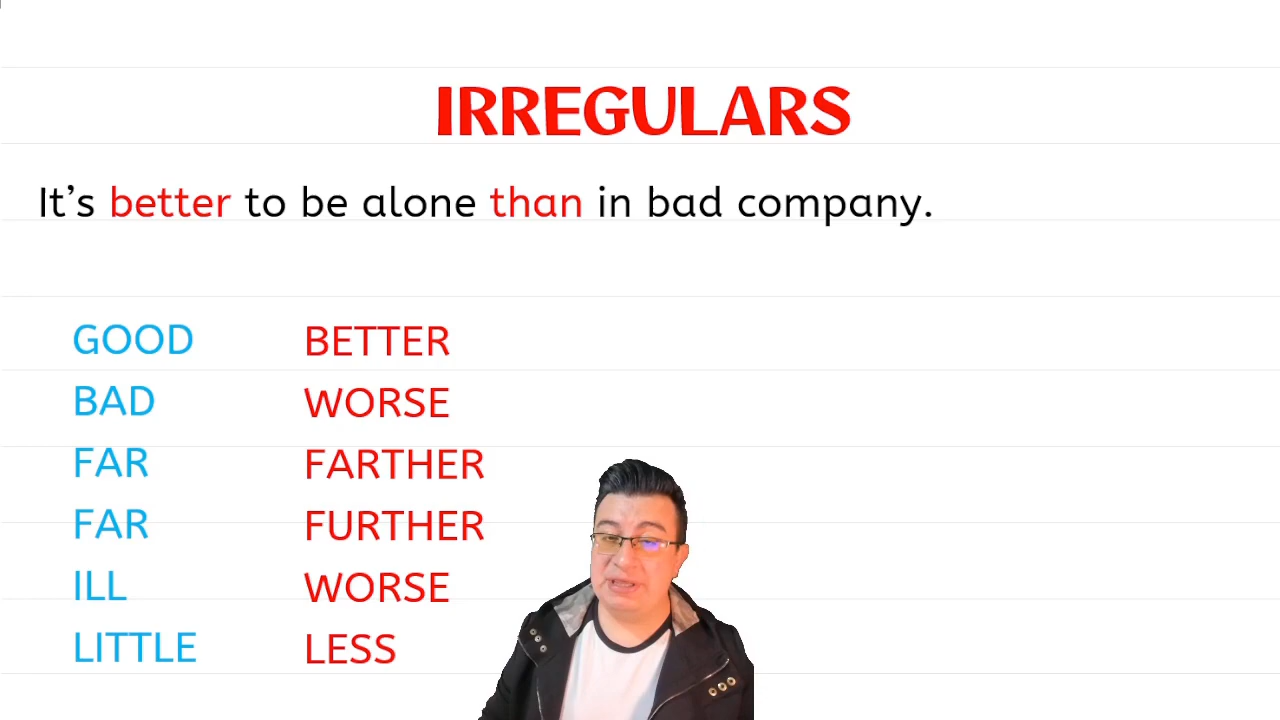 IRREGULARS
It's better to be alone than in bad company.
GOOD BETTER
BAD WORSE
FAR FARTHER
FAR FURTHER
ILL WORSE
LITTLE LESS